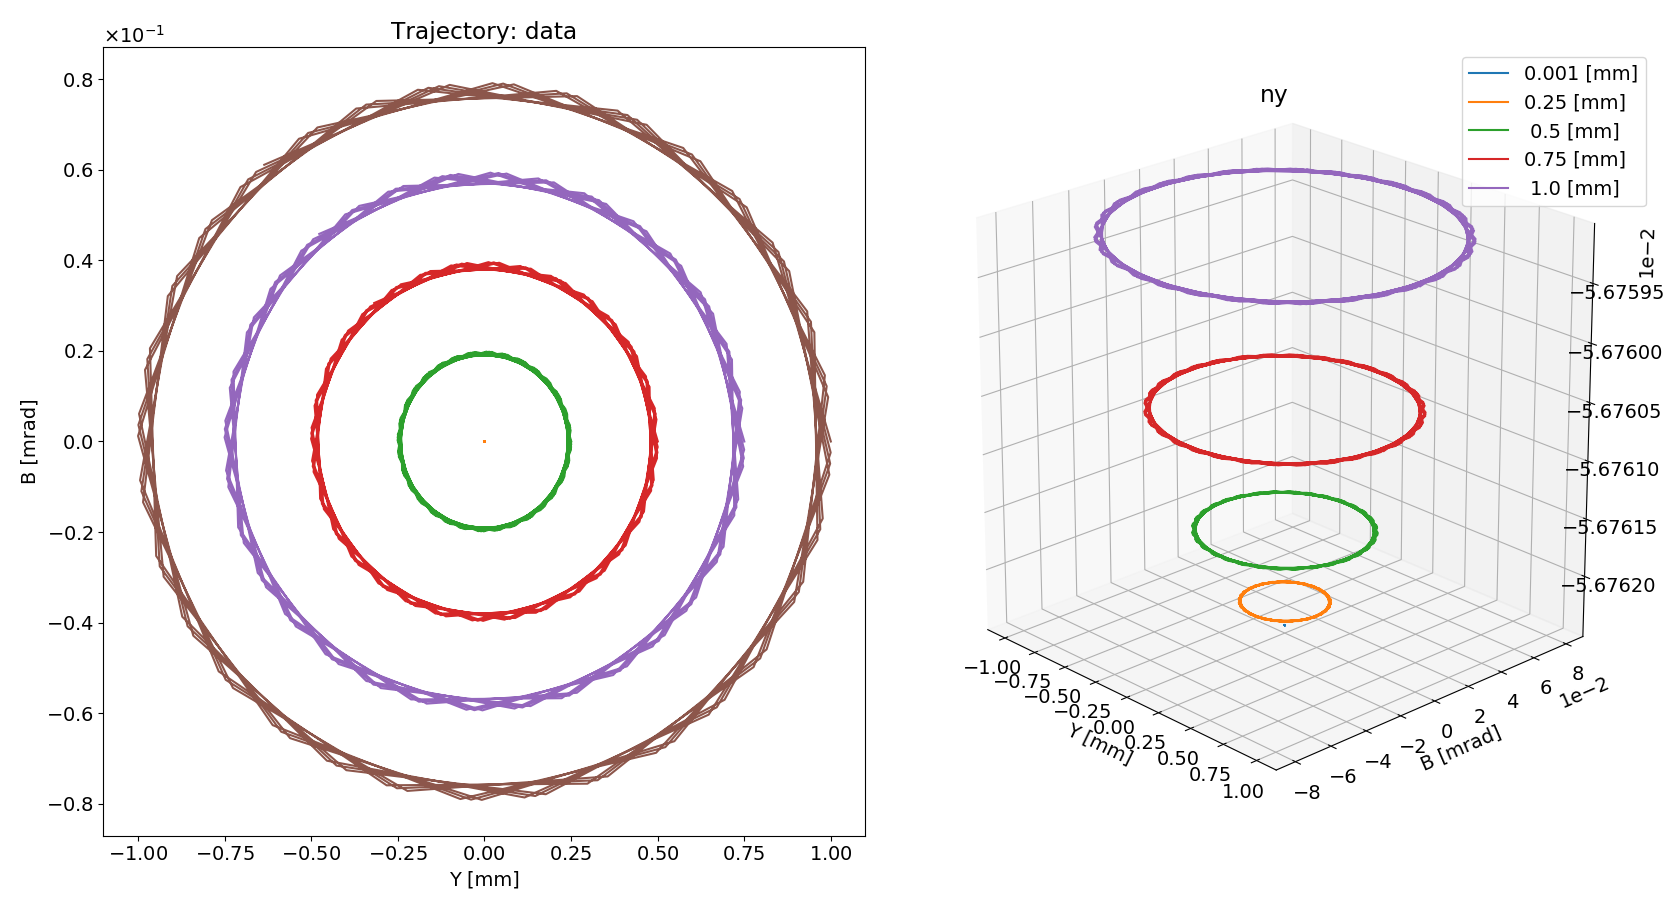 Trajectory: data
×10⁻¹
0.8
0.6
0.4
0.2
0.0
−0.2
−0.4
−0.6
−0.8
B [mrad]
−1.00 −0.75 −0.50 −0.25 0.00 0.25 0.50 0.75 1.00
Y [mm]
ny
0.001 [mm]
0.25 [mm]
0.5 [mm]
0.75 [mm]
1.0 [mm]
1e−2
−5.67595
−5.67600
−5.67605
−5.67610
−5.67615
−5.67620
−1.00
−0.75
−0.50
−0.25
0.00
0.25
0.50
0.75
1.00
Y [mm]
−8
−6
−4
−2
0
2
4
6
8
1e−2
B [mrad]